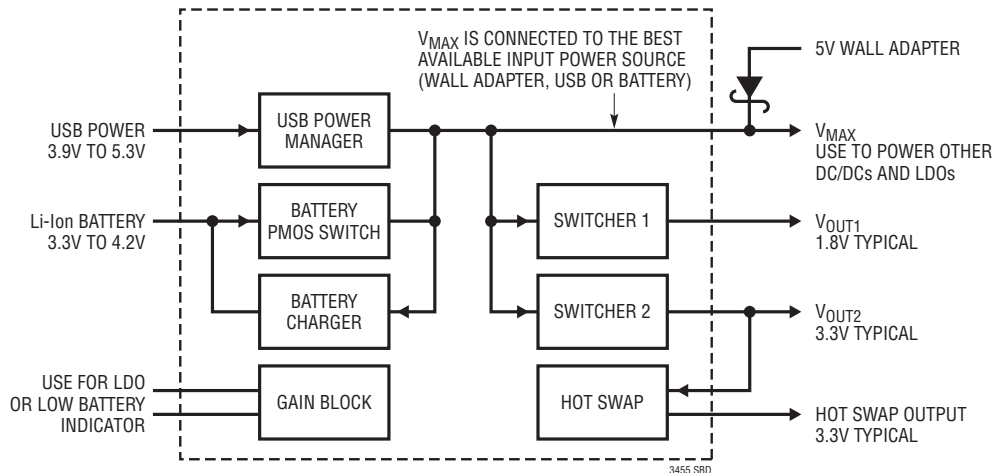 V_MAX IS CONNECTED TO THE BEST
AVAILABLE INPUT POWER SOURCE
(WALL ADAPTER, USB OR BATTERY)
5V WALL ADAPTER
USB POWER
3.9V TO 5.3V
USB POWER
MANAGER
V_MAX
USE TO POWER OTHER
DC/DCs AND LDOs
Li-Ion BATTERY
3.3V TO 4.2V
BATTERY
PMOS SWITCH
SWITCHER 1
V_OUT1
1.8V TYPICAL
BATTERY
CHARGER
SWITCHER 2
V_OUT2
3.3V TYPICAL
USE FOR LDO
OR LOW BATTERY
INDICATOR
GAIN BLOCK
HOT SWAP
HOT SWAP OUTPUT
3.3V TYPICAL
3455 SBD